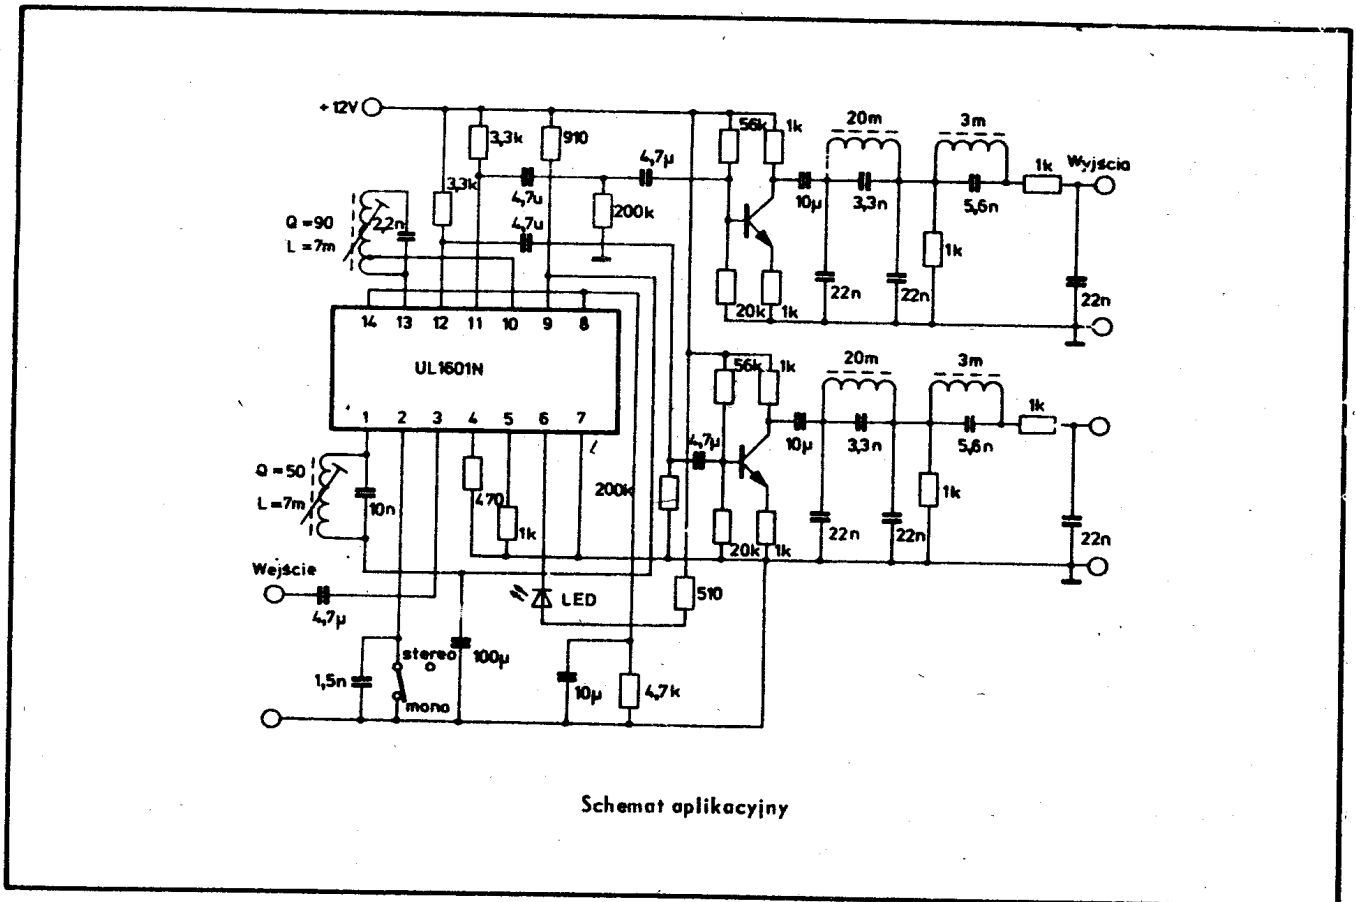 +12V
3,3k
910
56k
1k
20m
3m
4,7µ
1k
Wyjścia
3,3k
4,7u
200k
10µ
3,3n
5,6n
Q = 90
L = 7m
2,2n
4,7u
1k
22n
22n
22n
20k
1k
14 13 12 11 10 9 8
UL1601N
1 2 3 4 5 6 7
56k
1k
20m
3m
1k
4,7µ
10µ
3,3n
5,6n
Q = 50
L = 7m
10n
470
200k
1k
1k
22n
22n
22n
20k
1k
Wejście
4,7µ
LED
510
stereo
100µ
1,5n
mono
10µ
4,7k
Schemat aplikacyjny